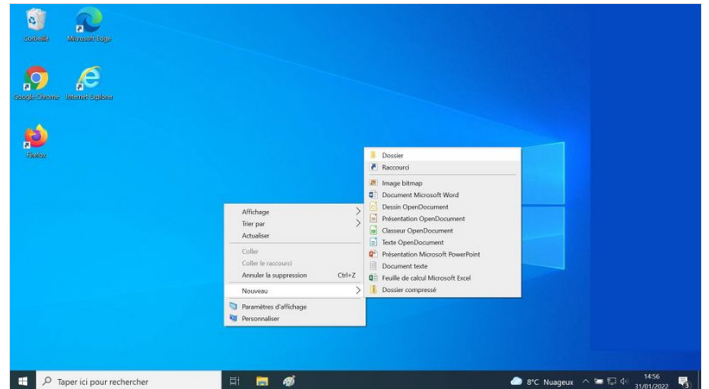 Corbeille
Microsoft Edge
Google Chrome
Internet Explorer
Firefox
Affichage
Trier par
Actualiser
Coller
Coller le raccourci
Annuler la suppression Ctrl+Z
Nouveau
Paramètres d'affichage
Personnaliser
Dossier
Raccourci
Image bitmap
Document Microsoft Word
Dessin OpenDocument
Présentation OpenDocument
Classeur OpenDocument
Texte OpenDocument
Présentation Microsoft PowerPoint
Document texte
Feuille de calcul Microsoft Excel
Dossier compressé
Taper ici pour rechercher
8°C Nuageux
14:56
31/01/2022
3